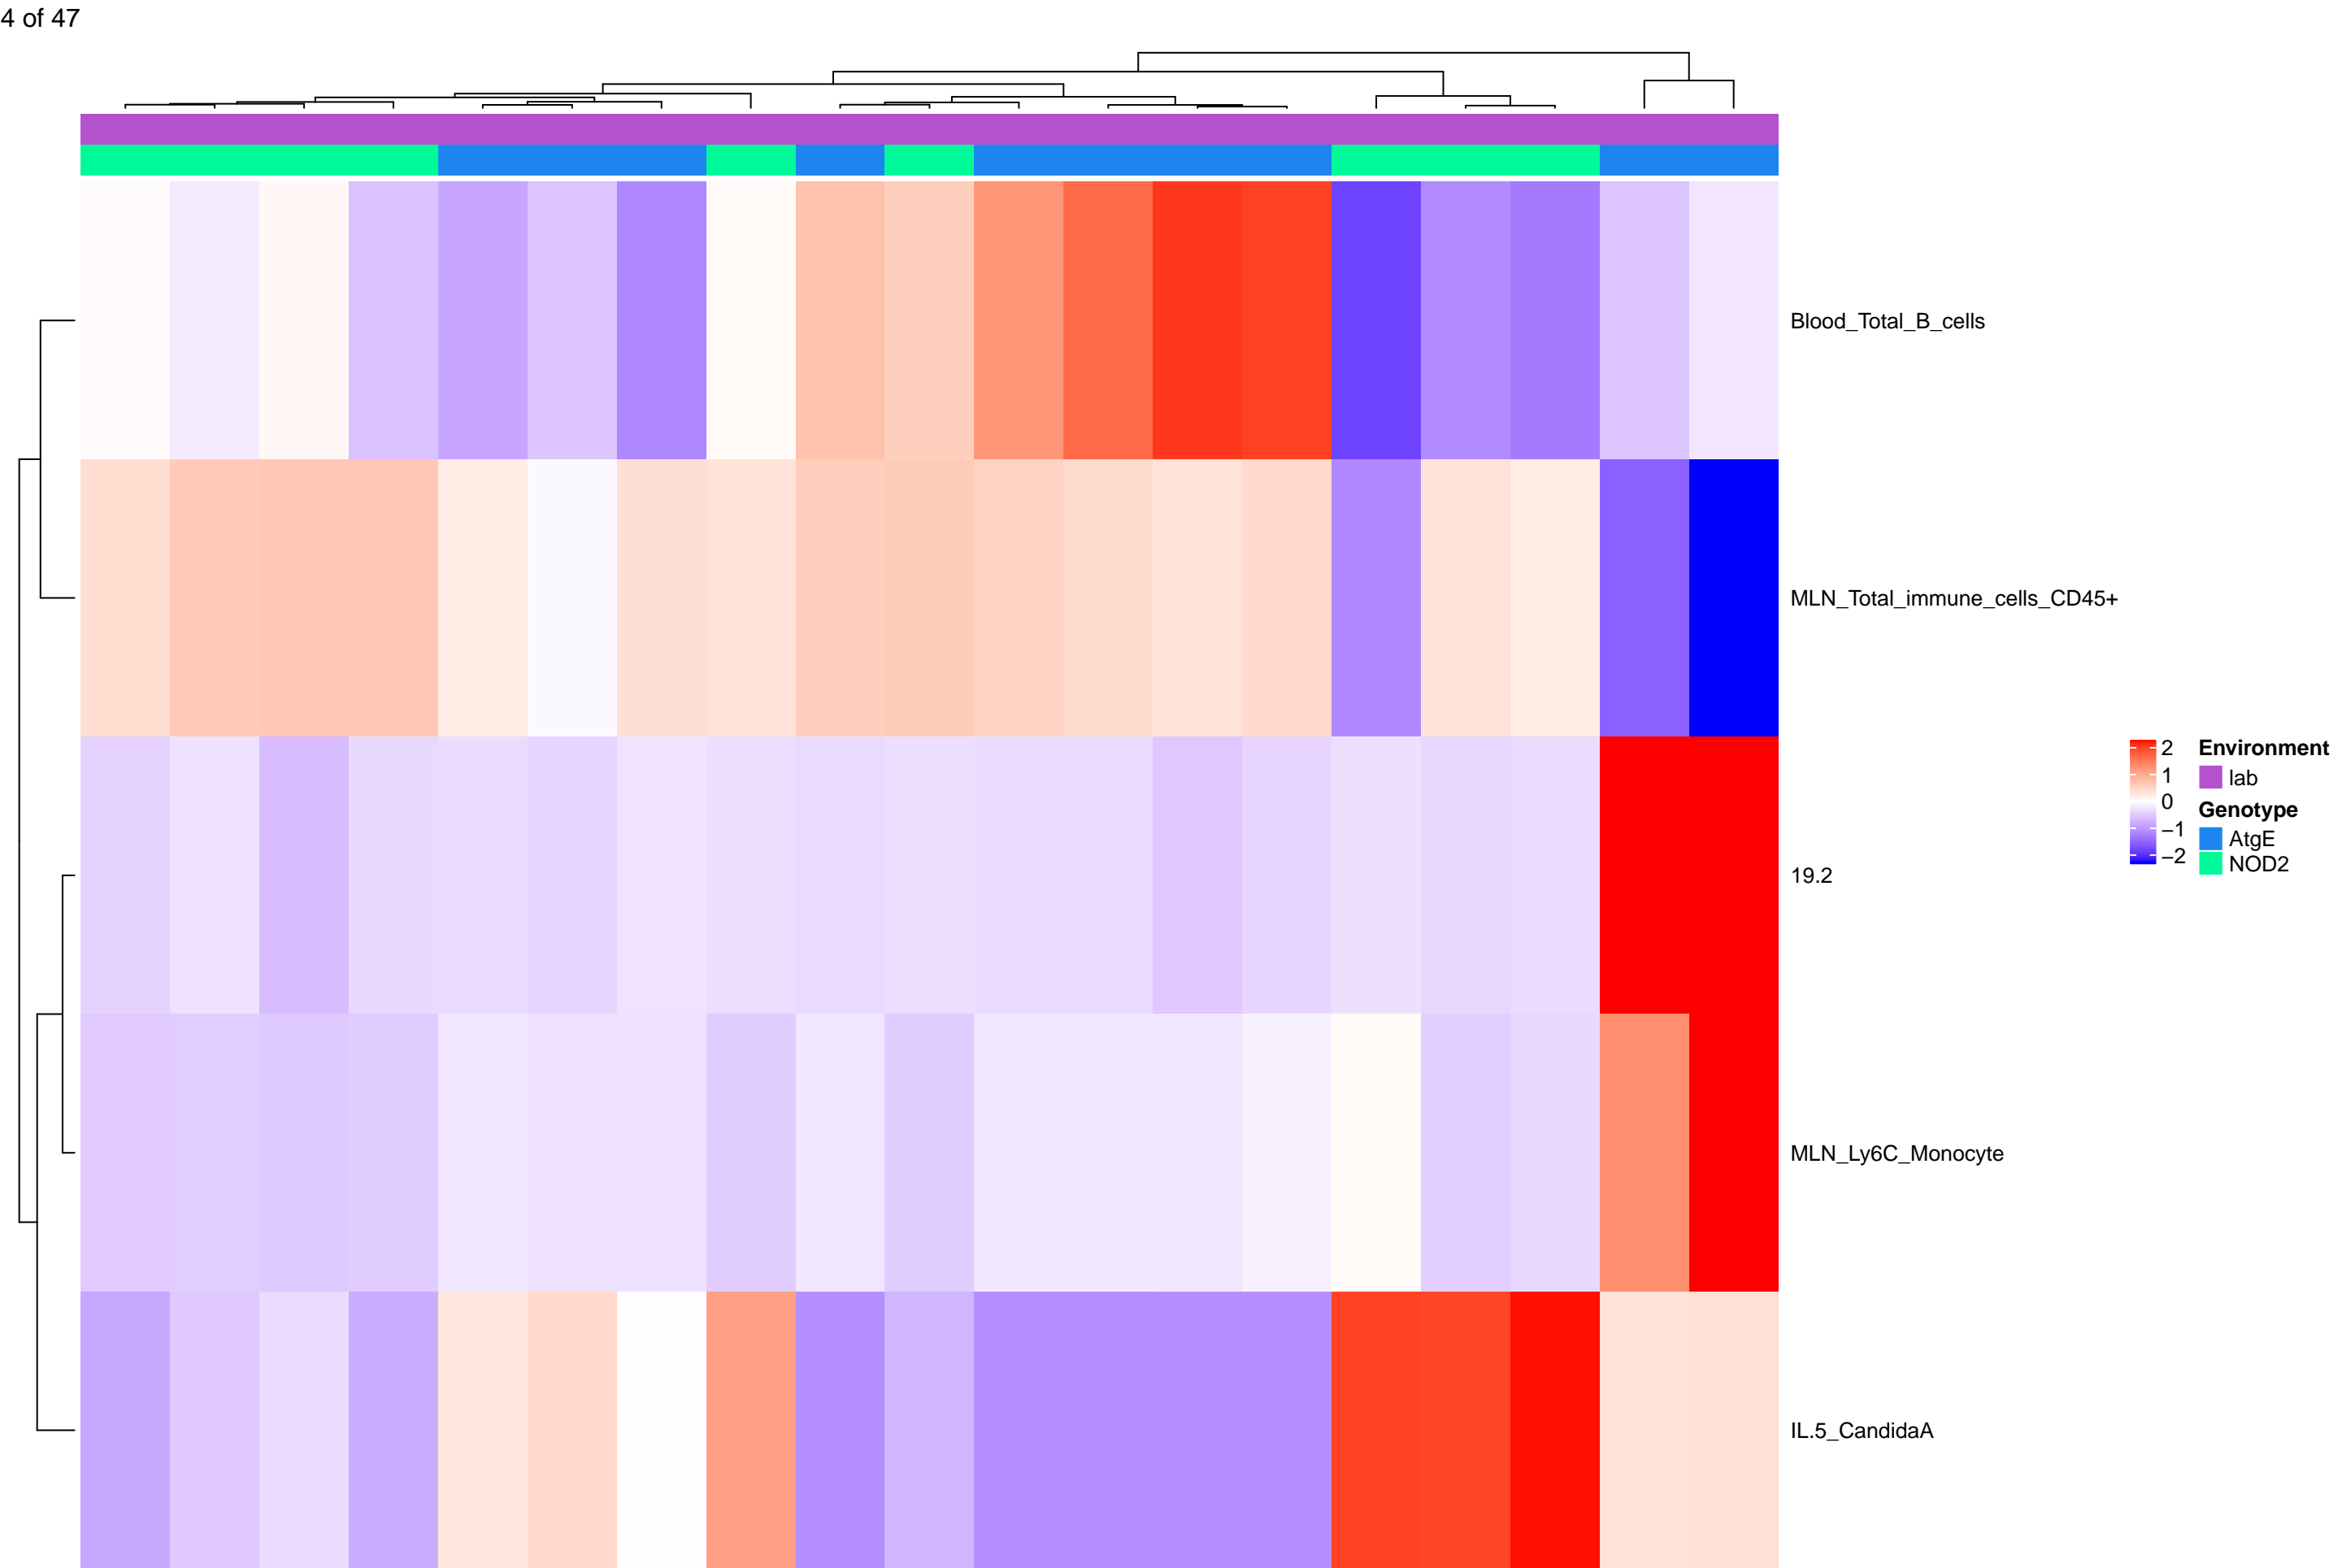 4 of 47
Blood_Total_B_cells
MLN_Total_immune_cells_CD45+
19.2
MLN_Ly6C_Monocyte
IL.5_CandidaA
2
1
0
−1
−2
Environment
lab
Genotype
AtgE
NOD2